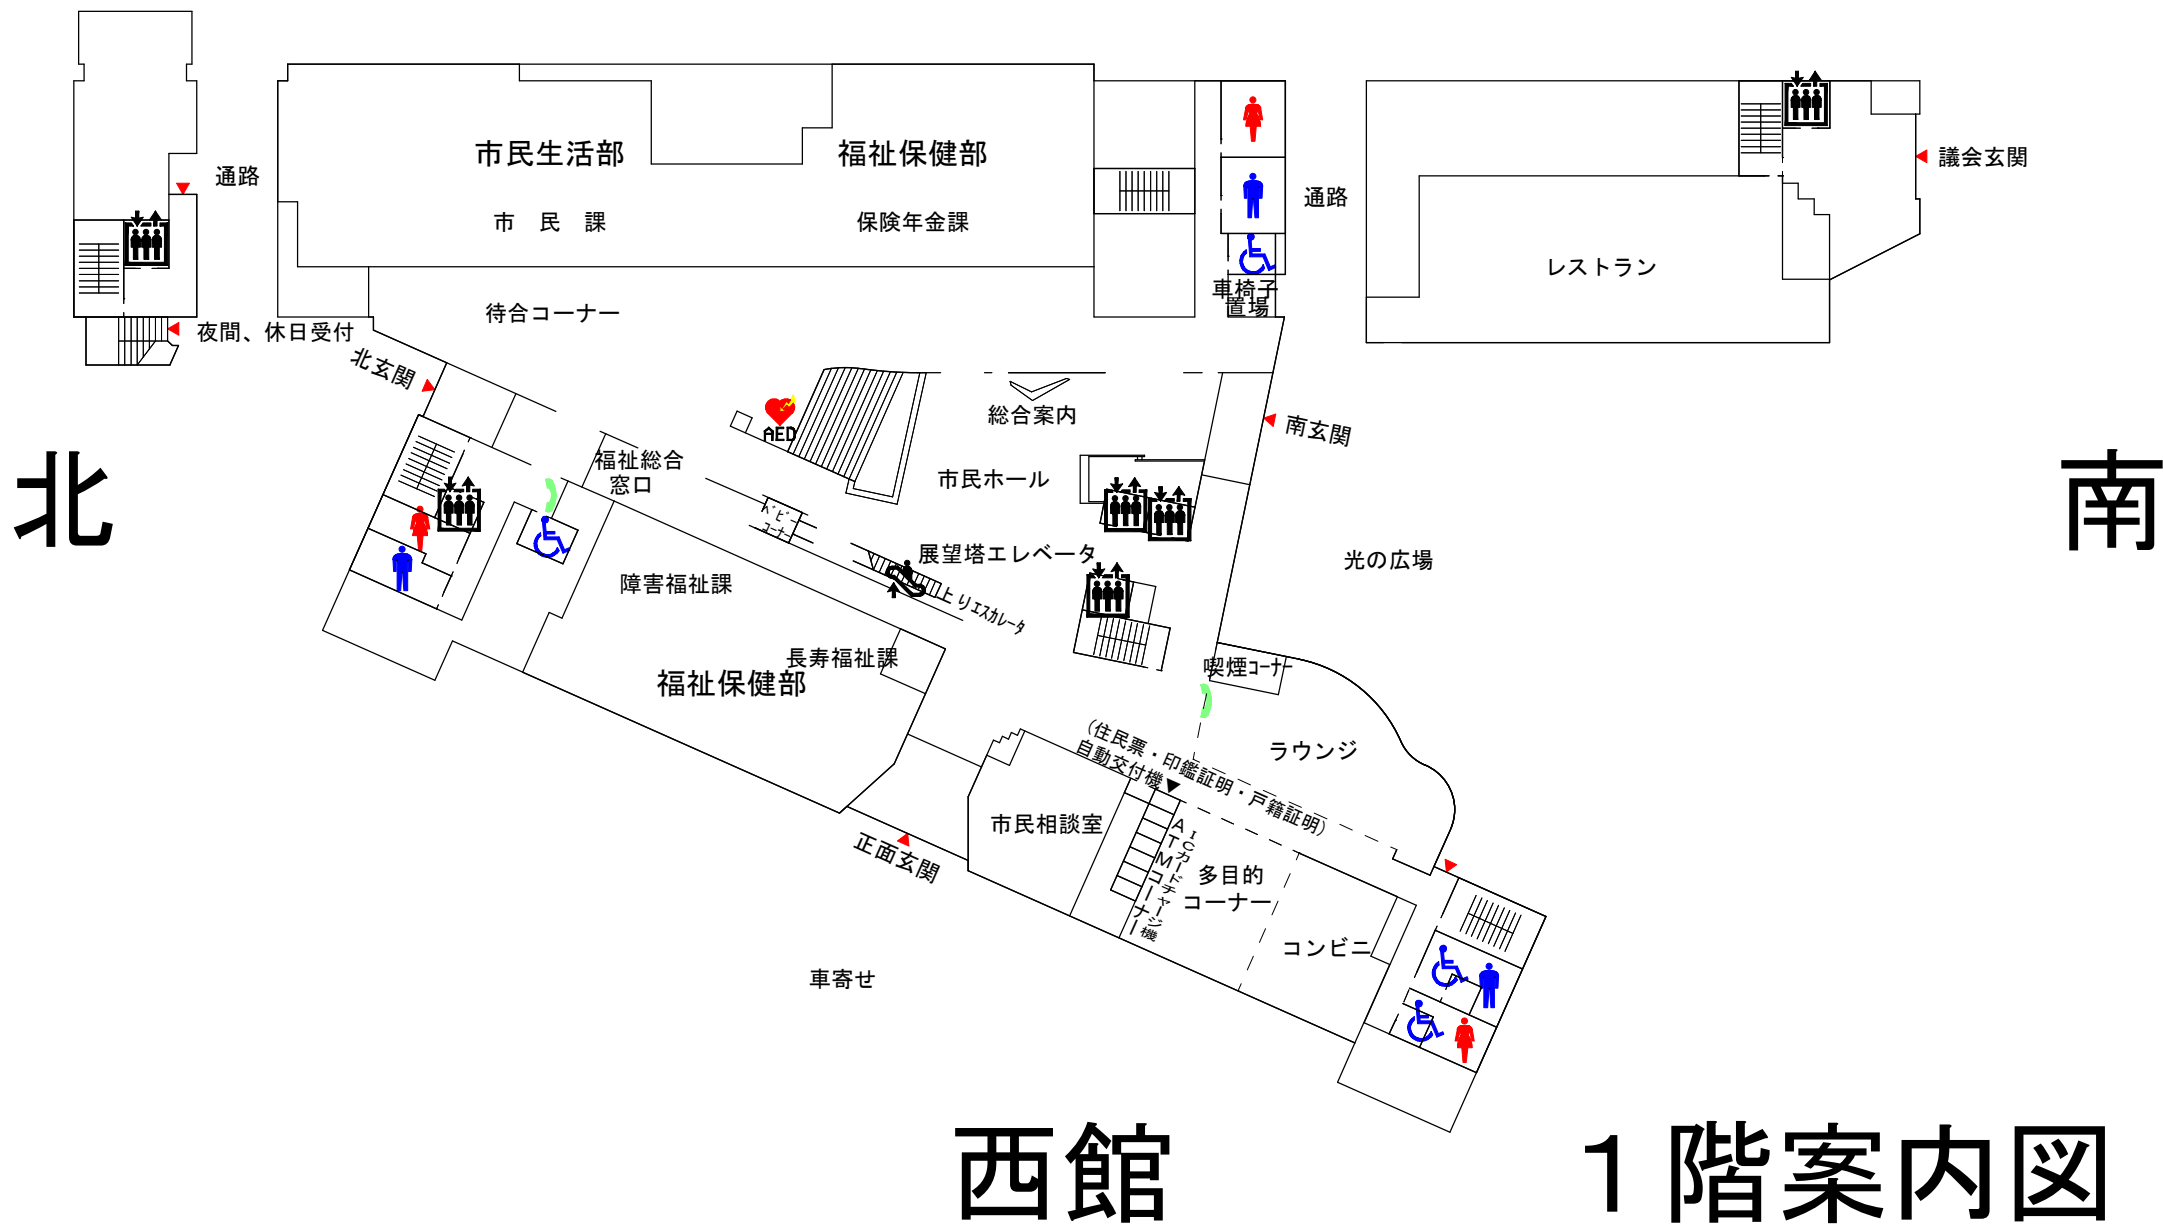 市民生活部
福祉保健部
通路
議会玄関
通路
市　民　課
保険年金課
レストラン
車椅子
置場
待合コーナー
夜間、休日受付
北玄関
総合案内
南玄関
AED
北
南
福祉総合
窓口
市民ホール
ベビー
コーナー
展望塔エレベータ
光の広場
障害福祉課
上りエスカレータ
長寿福祉課
喫煙コーナー
福祉保健部
(住民票・印鑑証明・戸籍証明)
自動交付機
ラウンジ
市民相談室
正面玄関
ATMコーナー
ICカードチャージ機
多目的
コーナー
コンビニ
車寄せ
西館
１階案内図